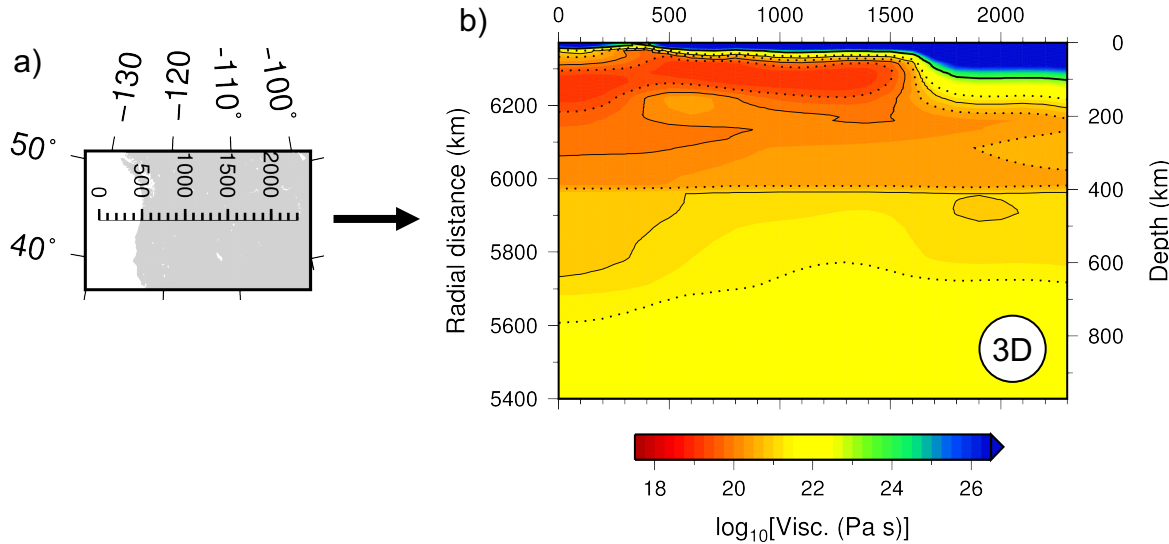 a)
−130 −120 −110° −100°
50°
40°
0 500 1000 1500 2000
b)
0 500 1000 1500 2000
Radial distance (km)
6200
6000
5800
5600
5400
0
200
400
600
800
Depth (km)
3D
18 20 22 24 26
log10[Visc. (Pa s)]